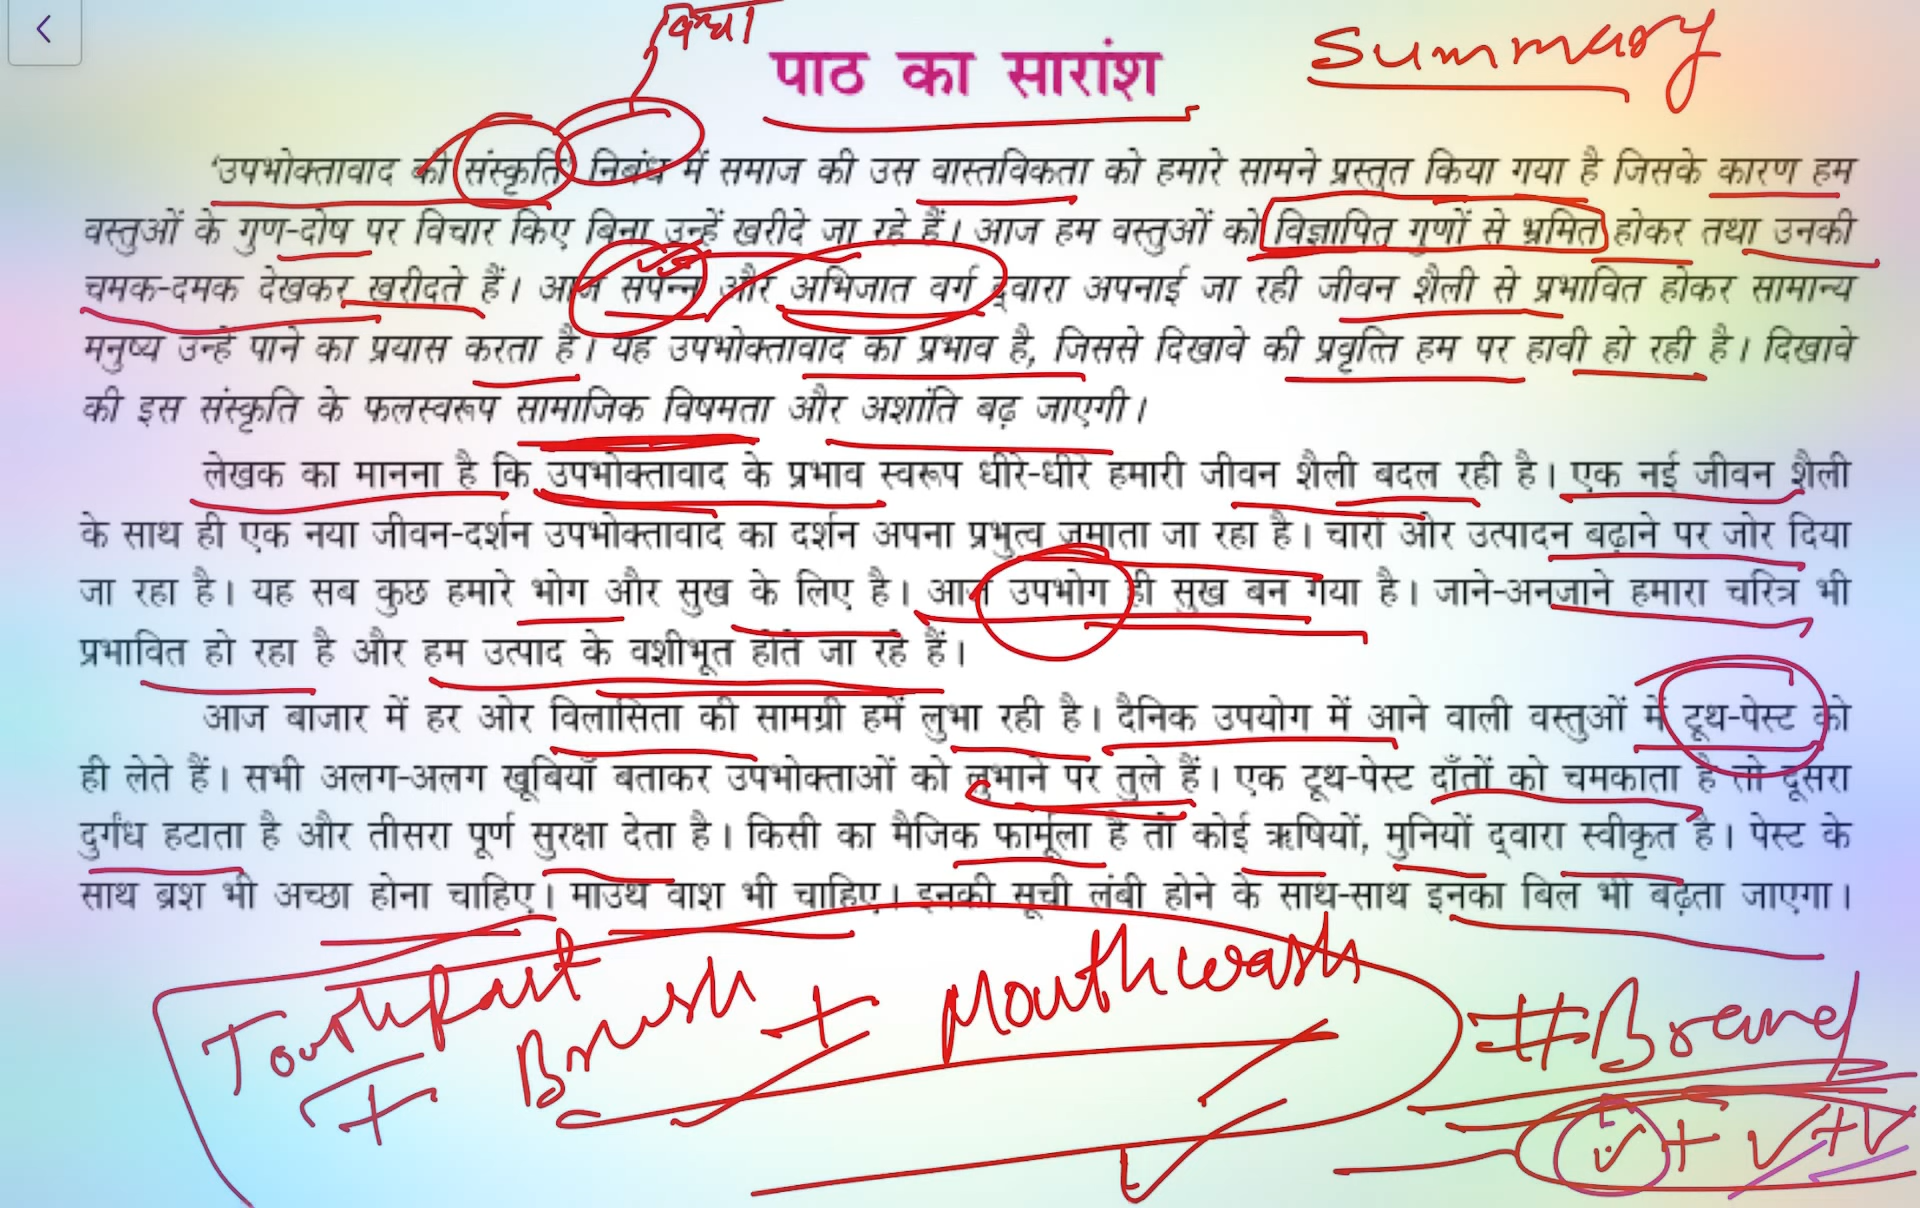 विधा
पाठ का सारांश
Summary
'उपभोक्तावाद की संस्कृति' निबंध में समाज की उस वास्तविकता को हमारे सामने प्रस्तुत किया गया है जिसके कारण हम
वस्तुओं के गुण-दोष पर विचार किए बिना उन्हें खरीदे जा रहे हैं। आज हम वस्तुओं को विज्ञापित गुणों से भ्रमित होकर तथा उनकी
चमक-दमक देखकर खरीदते हैं। आज संपन्न और अभिजात वर्ग द्वारा अपनाई जा रही जीवन शैली से प्रभावित होकर सामान्य
मनुष्य उन्हें पाने का प्रयास करता है। यह उपभोक्तावाद का प्रभाव है, जिससे दिखावे की प्रवृत्ति हम पर हावी हो रही है। दिखावे
की इस संस्कृति के फलस्वरूप सामाजिक विषमता और अशांति बढ़ जाएगी।
लेखक का मानना है कि उपभोक्तावाद के प्रभाव स्वरूप धीरे-धीरे हमारी जीवन शैली बदल रही है। एक नई जीवन शैली
के साथ ही एक नया जीवन-दर्शन उपभोक्तावाद का दर्शन अपना प्रभुत्व जमाता जा रहा है। चारों ओर उत्पादन बढ़ाने पर जोर दिया
जा रहा है। यह सब कुछ हमारे भोग और सुख के लिए है। आज उपभोग ही सुख बन गया है। जाने-अनजाने हमारा चरित्र भी
प्रभावित हो रहा है और हम उत्पाद के वशीभूत होते जा रहे हैं।
आज बाजार में हर ओर विलासिता की सामग्री हमें लुभा रही है। दैनिक उपयोग में आने वाली वस्तुओं में टूथ-पेस्ट को
ही लेते हैं। सभी अलग-अलग खूबियाँ बताकर उपभोक्ताओं को लुभाने पर तुले हैं। एक टूथ-पेस्ट दाँतों को चमकाता है तो दूसरा
दुर्गंध हटाता है और तीसरा पूर्ण सुरक्षा देता है। किसी का मैजिक फार्मूला है तो कोई ऋषियों, मुनियों द्वारा स्वीकृत है। पेस्ट के
साथ ब्रश भी अच्छा होना चाहिए। माउथ वाश भी चाहिए। इनकी सूची लंबी होने के साथ-साथ इनका बिल भी बढ़ता जाएगा।
+ Brush + Mouthwash
#Brand